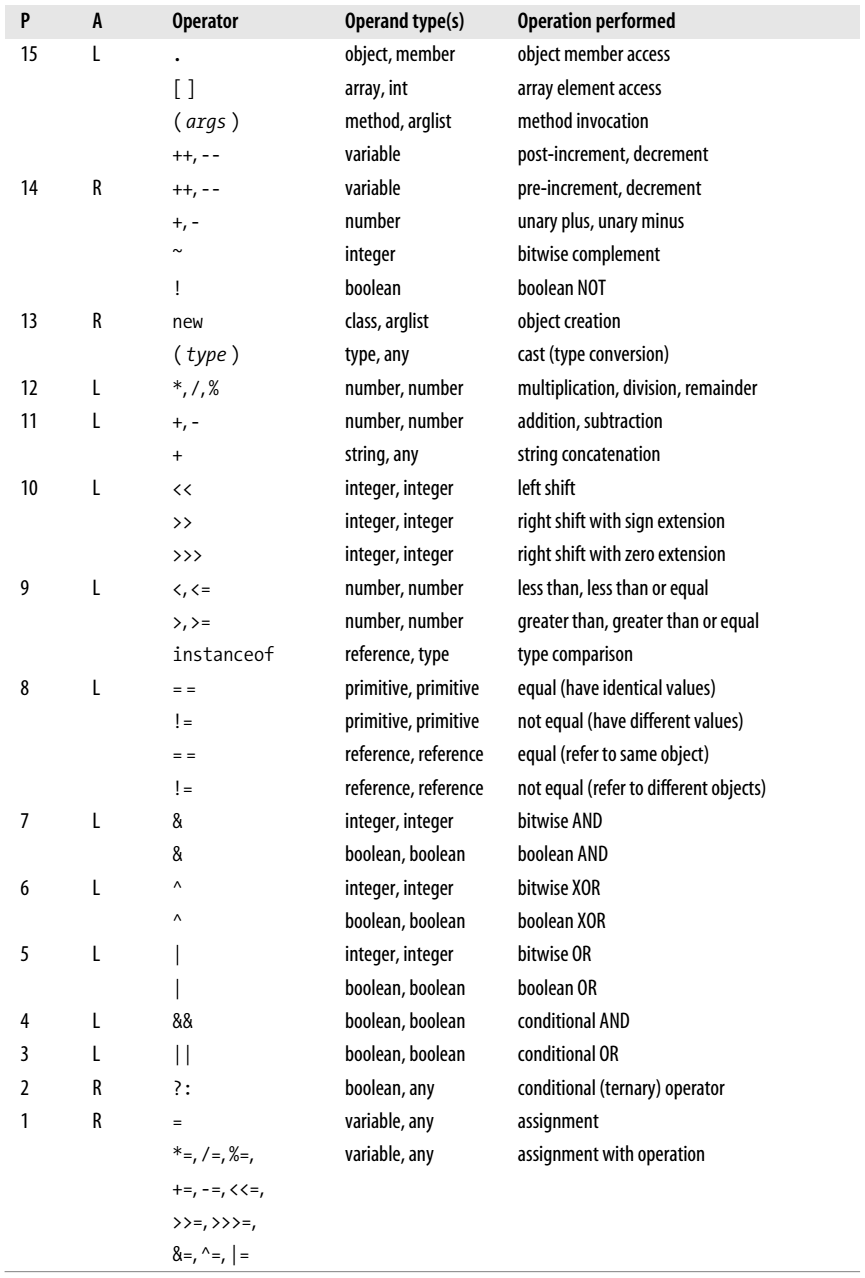 P A Operator Operand type(s) Operation performed
15 L . object, member object member access
[ ] array, int array element access
( args ) method, arglist method invocation
++, -- variable post-increment, decrement
14 R ++, -- variable pre-increment, decrement
+, - number unary plus, unary minus
~ integer bitwise complement
! boolean boolean NOT
13 R new class, arglist object creation
( type ) type, any cast (type conversion)
12 L *, /, % number, number multiplication, division, remainder
11 L +, - number, number addition, subtraction
+ string, any string concatenation
10 L << integer, integer left shift
>> integer, integer right shift with sign extension
>>> integer, integer right shift with zero extension
9 L <, <= number, number less than, less than or equal
>, >= number, number greater than, greater than or equal
instanceof reference, type type comparison
8 L == primitive, primitive equal (have identical values)
!= primitive, primitive not equal (have different values)
== reference, reference equal (refer to same object)
!= reference, reference not equal (refer to different objects)
7 L & integer, integer bitwise AND
& boolean, boolean boolean AND
6 L ^ integer, integer bitwise XOR
^ boolean, boolean boolean XOR
5 L | integer, integer bitwise OR
| boolean, boolean boolean OR
4 L && boolean, boolean conditional AND
3 L || boolean, boolean conditional OR
2 R ?: boolean, any conditional (ternary) operator
1 R = variable, any assignment
*=, /=, %=, variable, any assignment with operation
+=, -=, <<=,
>>=, >>>=,
&=, ^=, |=